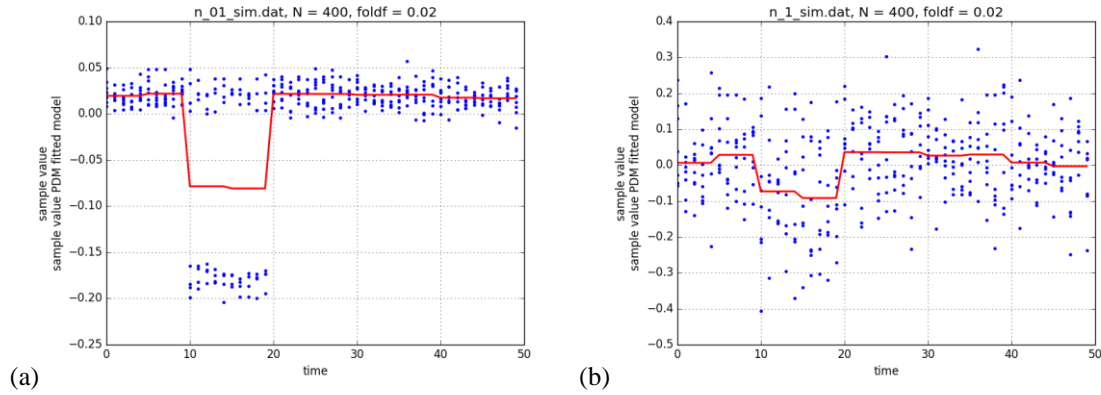 n_01_sim.dat, N = 400, foldf = 0.02
0.10
0.05
0.00
−0.05
−0.10
−0.15
−0.20
−0.25
sample value
sample value PDM fitted model
0 10 20 30 40 50
time
(a)
n_1_sim.dat, N = 400, foldf = 0.02
0.4
0.3
0.2
0.1
0.0
−0.1
−0.2
−0.3
−0.4
−0.5
sample value
sample value PDM fitted model
0 10 20 30 40 50
time
(b)